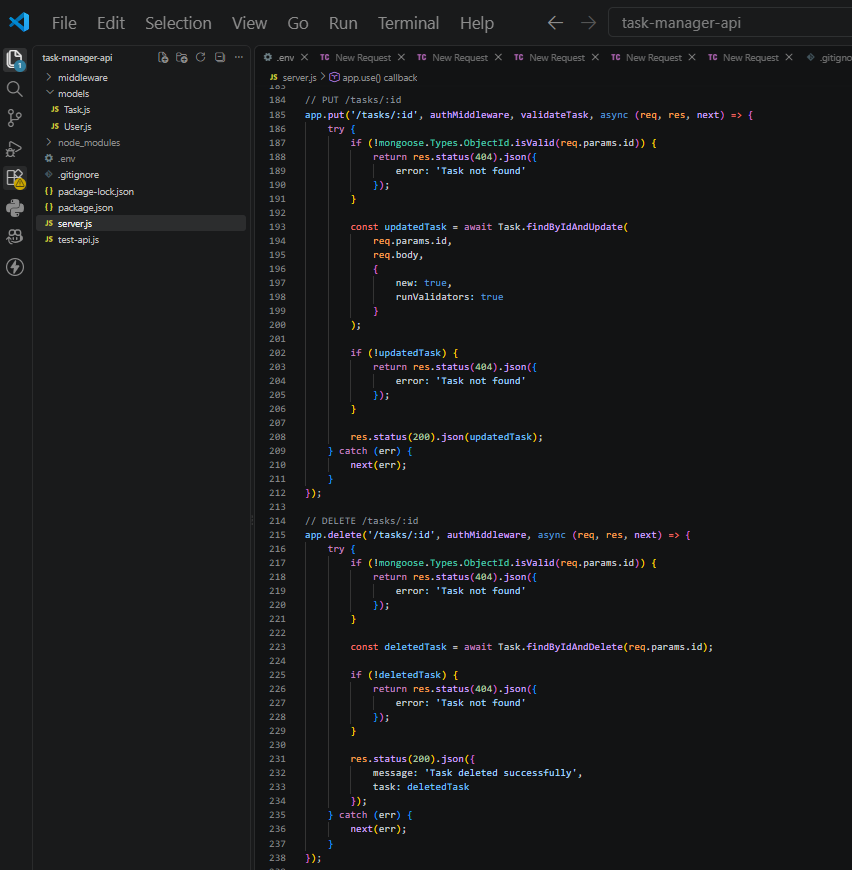 File Edit Selection View Go Run Terminal Help task-manager-api
task-manager-api
middleware
models
JS Task.js
JS User.js
node_modules
.env
.gitignore
{} package-lock.json
{} package.json
JS server.js
JS test-api.js
1
.env TC New Request TC New Request TC New Request TC New Request TC New Request .gitigno
JS server.js > app.use() callback
183
184 // PUT /tasks/:id
185 app.put('/tasks/:id', authMiddleware, validateTask, async (req, res, next) => {
186 try {
187 if (!mongoose.Types.ObjectId.isValid(req.params.id)) {
188 return res.status(404).json({
189 error: 'Task not found'
190 });
191 }
192
193 const updatedTask = await Task.findByIdAndUpdate(
194 req.params.id,
195 req.body,
196 {
197 new: true,
198 runValidators: true
199 }
200 );
201
202 if (!updatedTask) {
203 return res.status(404).json({
204 error: 'Task not found'
205 });
206 }
207
208 res.status(200).json(updatedTask);
209 } catch (err) {
210 next(err);
211 }
212 });
213
214 // DELETE /tasks/:id
215 app.delete('/tasks/:id', authMiddleware, async (req, res, next) => {
216 try {
217 if (!mongoose.Types.ObjectId.isValid(req.params.id)) {
218 return res.status(404).json({
219 error: 'Task not found'
220 });
221 }
222
223 const deletedTask = await Task.findByIdAndDelete(req.params.id);
224
225 if (!deletedTask) {
226 return res.status(404).json({
227 error: 'Task not found'
228 });
229 }
230
231 res.status(200).json({
232 message: 'Task deleted successfully',
233 task: deletedTask
234 });
235 } catch (err) {
236 next(err);
237 }
238 });